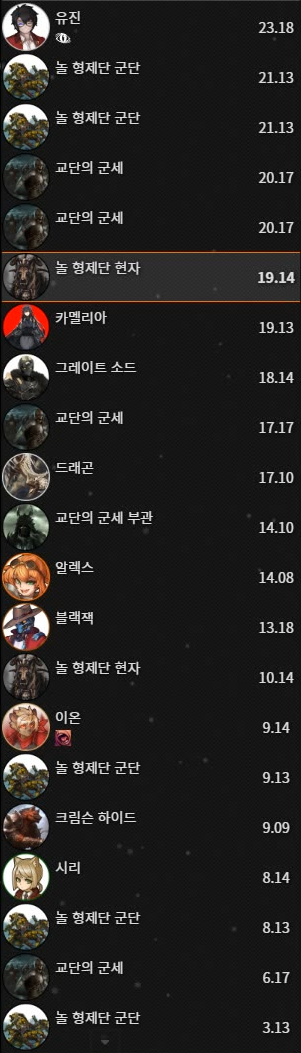 유진 23.18
놀 형제단 군단 21.13
놀 형제단 군단 21.13
교단의 군세 20.17
교단의 군세 20.17
놀 형제단 현자 19.14
카멜리아 19.13
그레이트 소드 18.14
교단의 군세 17.17
드래곤 17.10
교단의 군세 부관 14.10
알렉스 14.08
블랙잭 13.18
놀 형제단 현자 10.14
이온 9.14
놀 형제단 군단 9.13
크림슨 하이드 9.09
시리 8.14
놀 형제단 군단 8.13
교단의 군세 6.17
놀 형제단 군단 3.13